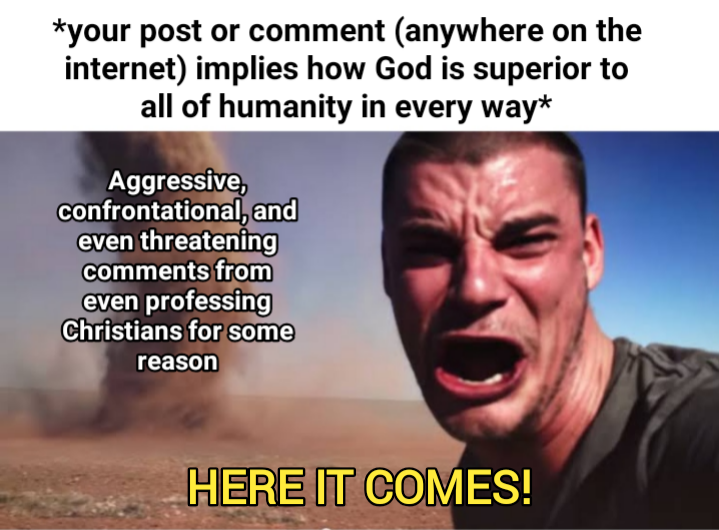 *your post or comment (anywhere on the
internet) implies how God is superior to
all of humanity in every way*
Aggressive,
confrontational, and
even threatening
comments from
even professing
Christians for some
reason
HERE IT COMES!